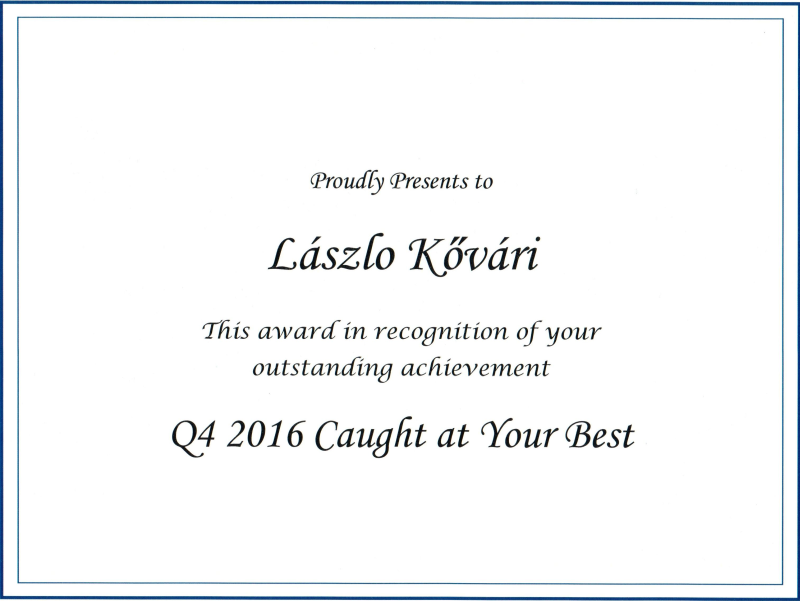 Proudly Presents to
Lászlo Kővári
This award in recognition of your
outstanding achievement
Q4 2016 Caught at Your Best